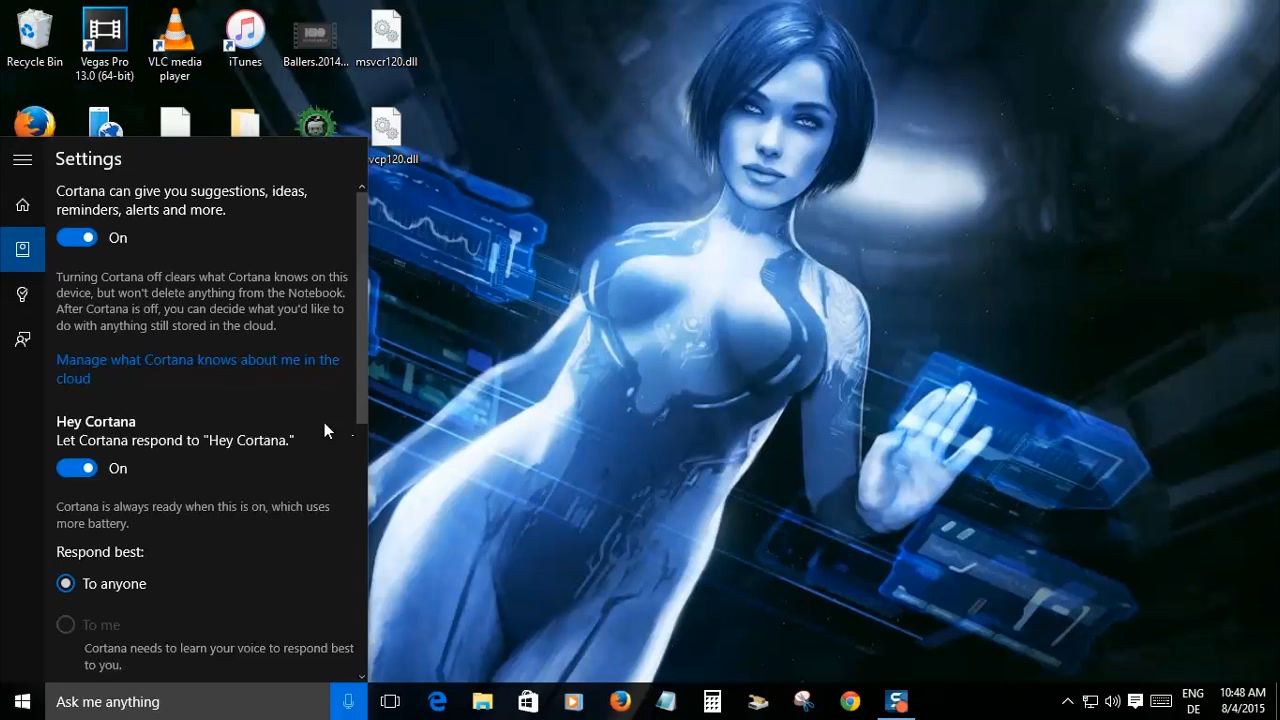 Recycle Bin
Vegas Pro
13.0 (64-bit)
VLC media
player
iTunes
HBO
Ballers.2014...
msvcr120.dll
vcp120.dll
Settings
Cortana can give you suggestions, ideas,
reminders, alerts and more.
On
Turning Cortana off clears what Cortana knows on this
device, but won't delete anything from the Notebook.
After Cortana is off, you can decide what you'd like to
do with anything still stored in the cloud.
Manage what Cortana knows about me in the
cloud
Hey Cortana
Let Cortana respond to "Hey Cortana."
On
Cortana is always ready when this is on, which uses
more battery.
Respond best:
To anyone
To me
Cortana needs to learn your voice to respond best
to you.
Ask me anything
ENG
DE
10:48 AM
8/4/2015